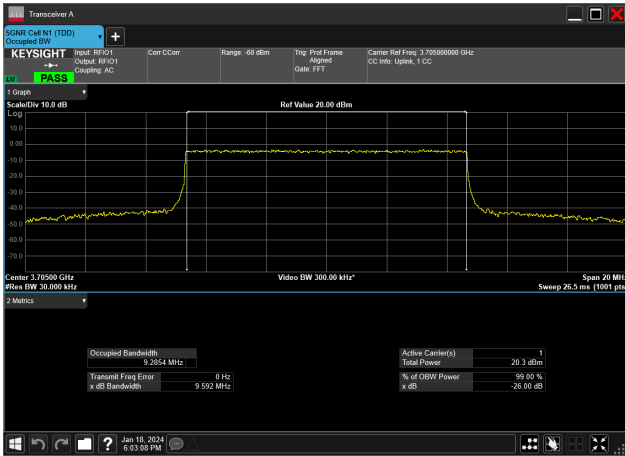 Transceiver A
5GNR Cell N1 (TDD)
Occupied BW
KEYSIGHT
LW PASS
Input: RFIO1
Output: RFIO1
Coupling: AC
Corr CCorr
Range: -60 dBm
Trig: Prot Frame
Aligned
Gate: FFT
Carrier Ref Freq: 3.705000000 GHz
CC Info: Uplink, 1 CC
1 Graph
Scale/Div 10.0 dB
Ref Value 20.00 dBm
Log
10.0
0.00
-10.0
-20.0
-30.0
-40.0
-50.0
-60.0
-70.0
Center 3.70500 GHz
Video BW 300.00 kHz*
Span 20 MHz
#Res BW 30.000 kHz
Sweep 26.5 ms (1001 pts
2 Metrics
Occupied Bandwidth
9.2854 MHz
Transmit Freq Error 0 Hz
x dB Bandwidth 9.592 MHz
Active Carrier(s) 1
Total Power 20.3 dBm
% of OBW Power 99.00 %
x dB -26.00 dB
?
Jan 18, 2024
6:03:08 PM